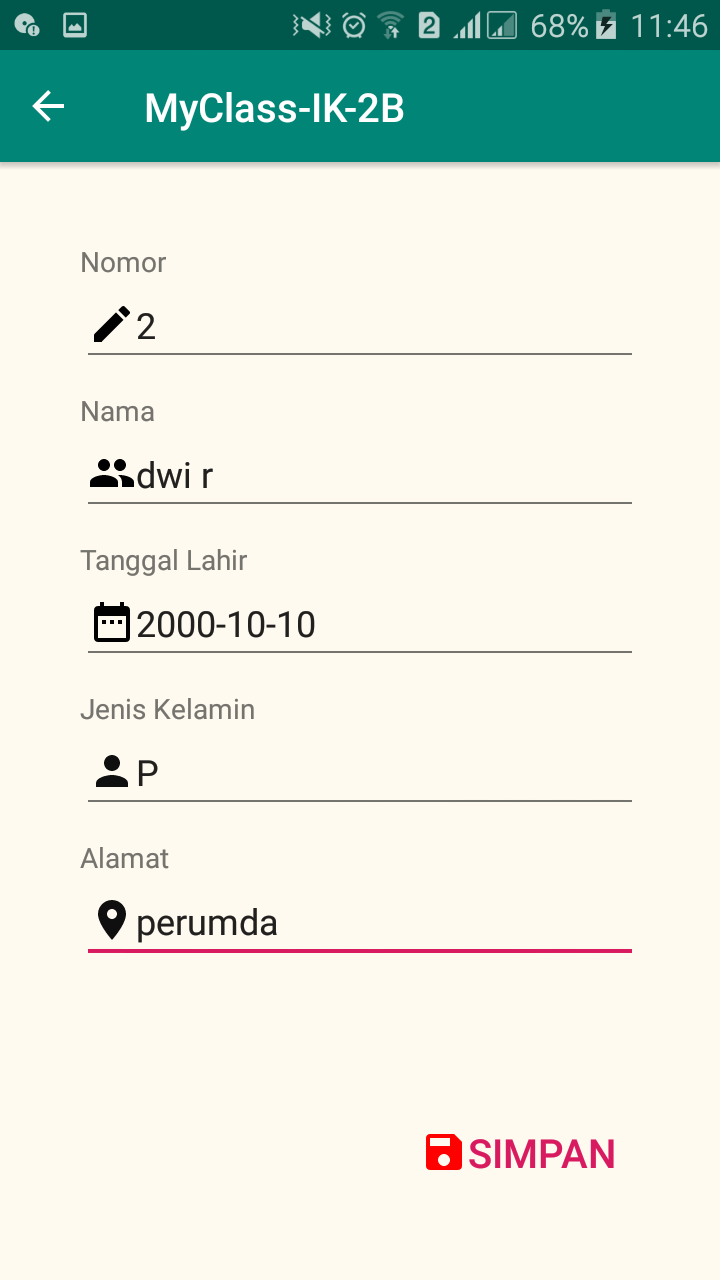 2 68% 11:46
MyClass-IK-2B
Nomor
2
Nama
dwi r
Tanggal Lahir
2000-10-10
Jenis Kelamin
P
Alamat
perumda
SIMPAN